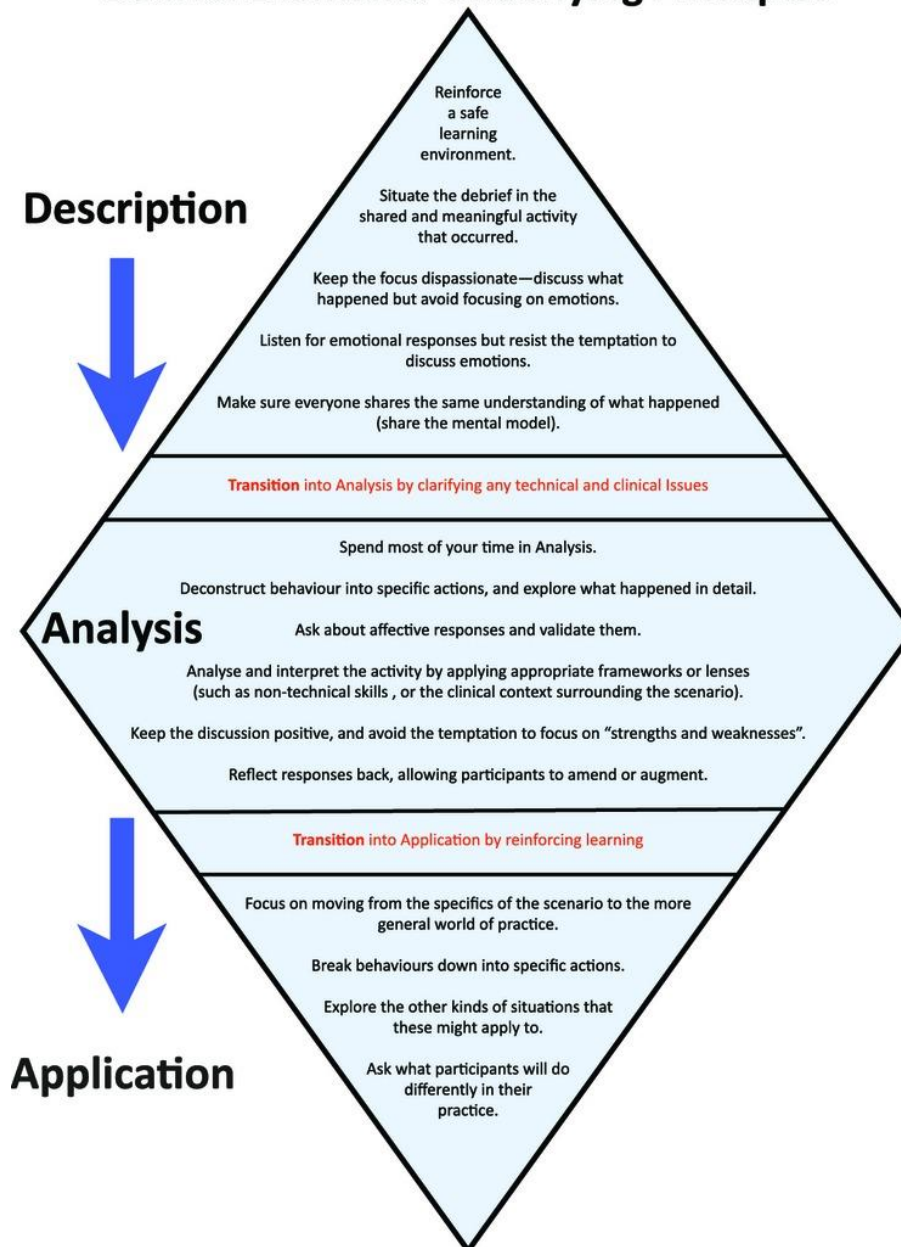 Reinforce
a safe
learning
environment.
Situate the debrief in the
shared and meaningful activity
that occurred.
Description
Keep the focus dispassionate—discuss what
happened but avoid focusing on emotions.
Listen for emotional responses but resist the temptation to
discuss emotions.
Make sure everyone shares the same understanding of what happened
(share the mental model).
Transition into Analysis by clarifying any technical and clinical Issues
Spend most of your time in Analysis.
Deconstruct behaviour into specific actions, and explore what happened in detail.
Analysis
Ask about affective responses and validate them.
Analyse and interpret the activity by applying appropriate frameworks or lenses
(such as non-technical skills , or the clinical context surrounding the scenario).
Keep the discussion positive, and avoid the temptation to focus on “strengths and weaknesses”.
Reflect responses back, allowing participants to amend or augment.
Transition into Application by reinforcing learning
Focus on moving from the specifics of the scenario to the more
general world of practice.
Break behaviours down into specific actions.
Explore the other kinds of situations that
these might apply to.
Application
Ask what participants will do
differently in their
practice.